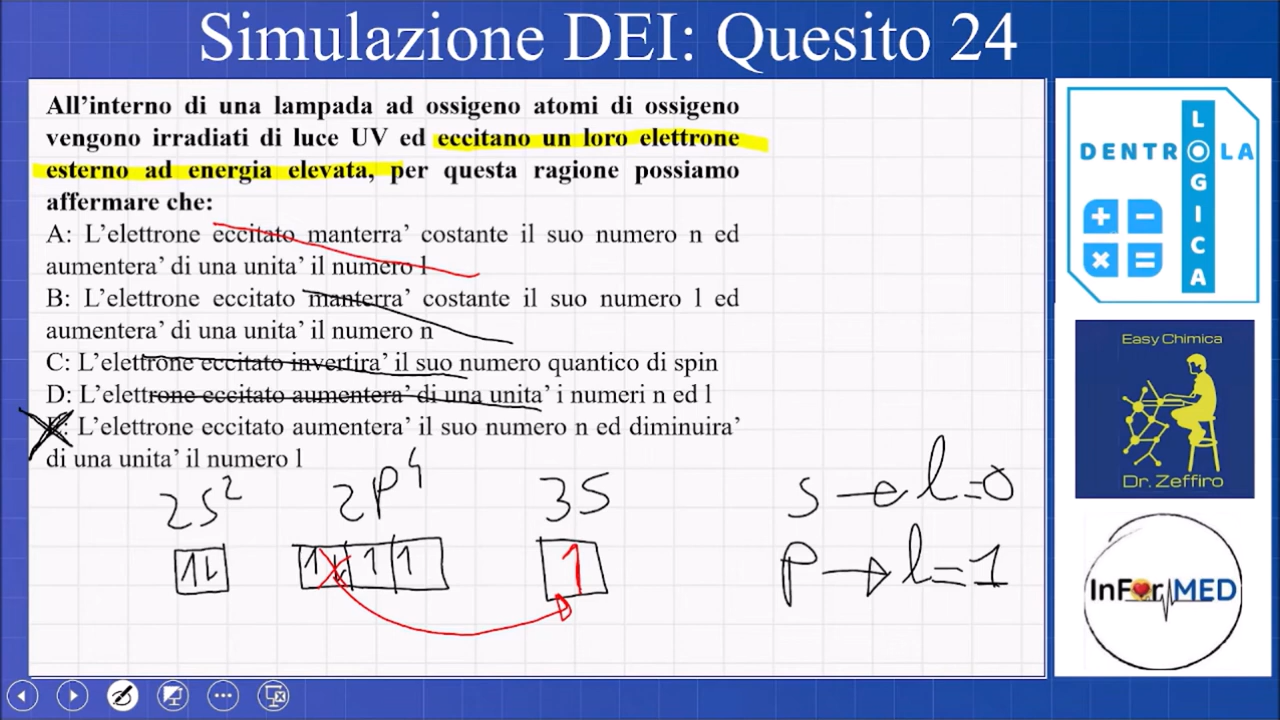 Simulazione DEI: Quesito 24
All’interno di una lampada ad ossigeno atomi di ossigeno
vengono irradiati di luce UV ed eccitano un loro elettrone
esterno ad energia elevata, per questa ragione possiamo
affermare che:
A: L’elettrone eccitato manterra’ costante il suo numero n ed
aumentera’ di una unita’ il numero l
B: L’elettrone eccitato manterra’ costante il suo numero l ed
aumentera’ di una unita’ il numero n
C: L’elettrone eccitato invertira’ il suo numero quantico di spin
D: L’elettrone eccitato aumentera’ di una unita’ i numeri n ed l
E: L’elettrone eccitato aumentera’ il suo numero n ed diminuira’
di una unita’ il numero l
2s² 2p⁴ 3s
s → l=0
p → l=1
1
DENTROLA
LOGICA
Easy Chimica
Dr. Zeffiro
InForMED